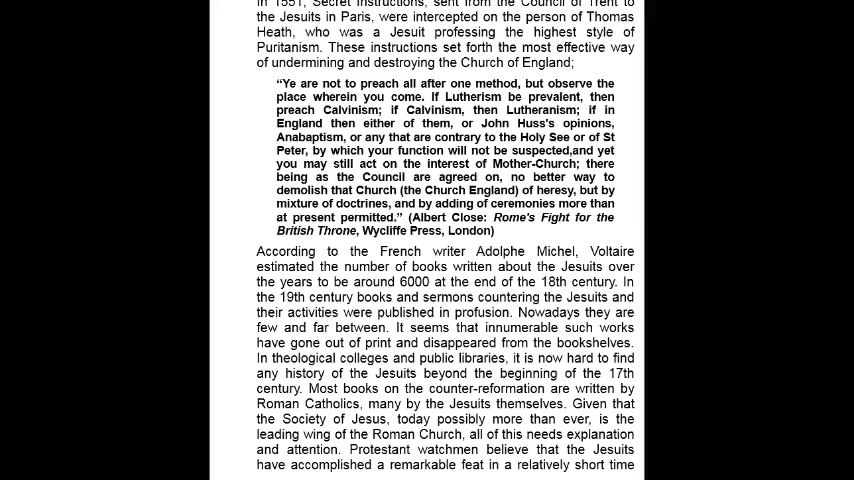 In 1551, Secret Instructions, sent from the Council of Trent to
the Jesuits in Paris, were intercepted on the person of Thomas
Heath, who was a Jesuit professing the highest style of
Puritanism. These instructions set forth the most effective way
of undermining and destroying the Church of England;
“Ye are not to preach all after one method, but observe the
place wherein you come. If Lutherism be prevalent, then
preach Calvinism; if Calvinism, then Lutheranism; if in
England then either of them, or John Huss's opinions,
Anabaptism, or any that are contrary to the Holy See or of St
Peter, by which your function will not be suspected,and yet
you may still act on the interest of Mother-Church; there
being as the Council are agreed on, no better way to
demolish that Church (the Church England) of heresy, but by
mixture of doctrines, and by adding of ceremonies more than
at present permitted.” (Albert Close: Rome's Fight for the
British Throne, Wycliffe Press, London)
According to the French writer Adolphe Michel, Voltaire
estimated the number of books written about the Jesuits over
the years to be around 6000 at the end of the 18th century. In
the 19th century books and sermons countering the Jesuits and
their activities were published in profusion. Nowadays they are
few and far between. It seems that innumerable such works
have gone out of print and disappeared from the bookshelves.
In theological colleges and public libraries, it is now hard to find
any history of the Jesuits beyond the beginning of the 17th
century. Most books on the counter-reformation are written by
Roman Catholics, many by the Jesuits themselves. Given that
the Society of Jesus, today possibly more than ever, is the
leading wing of the Roman Church, all of this needs explanation
and attention. Protestant watchmen believe that the Jesuits
have accomplished a remarkable feat in a relatively short time